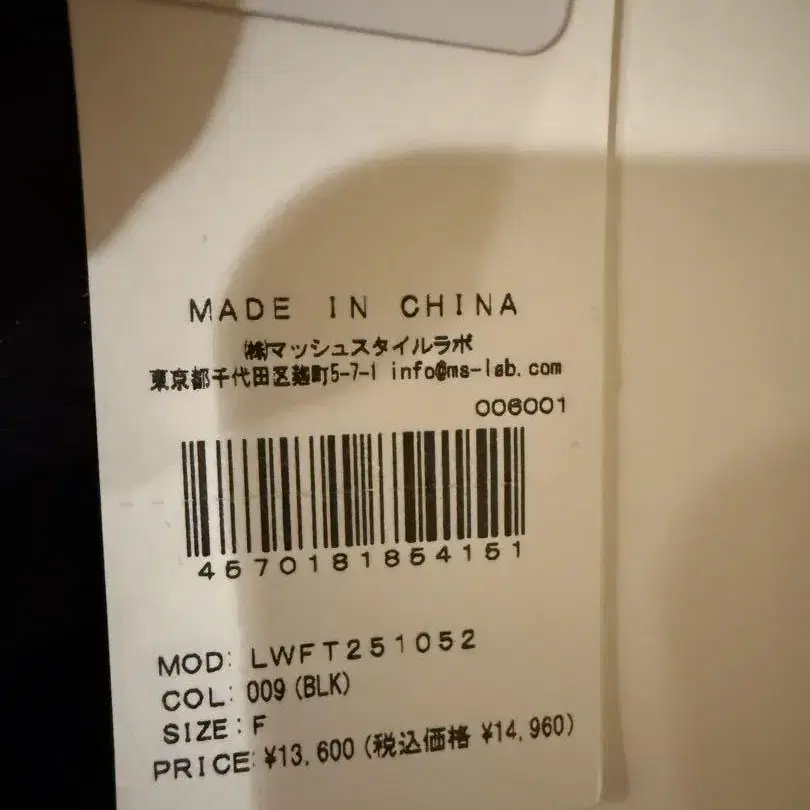 MADE IN CHINA
㈱マッシュスタイルラボ
東京都千代田区麹町5-7-1 info@ms-lab.com
006001
4570181854151
MOD: LWFT251052
COL: 009 (BLK)
SIZE: F
PRICE: ¥13,600 (税込価格 ¥14,960)